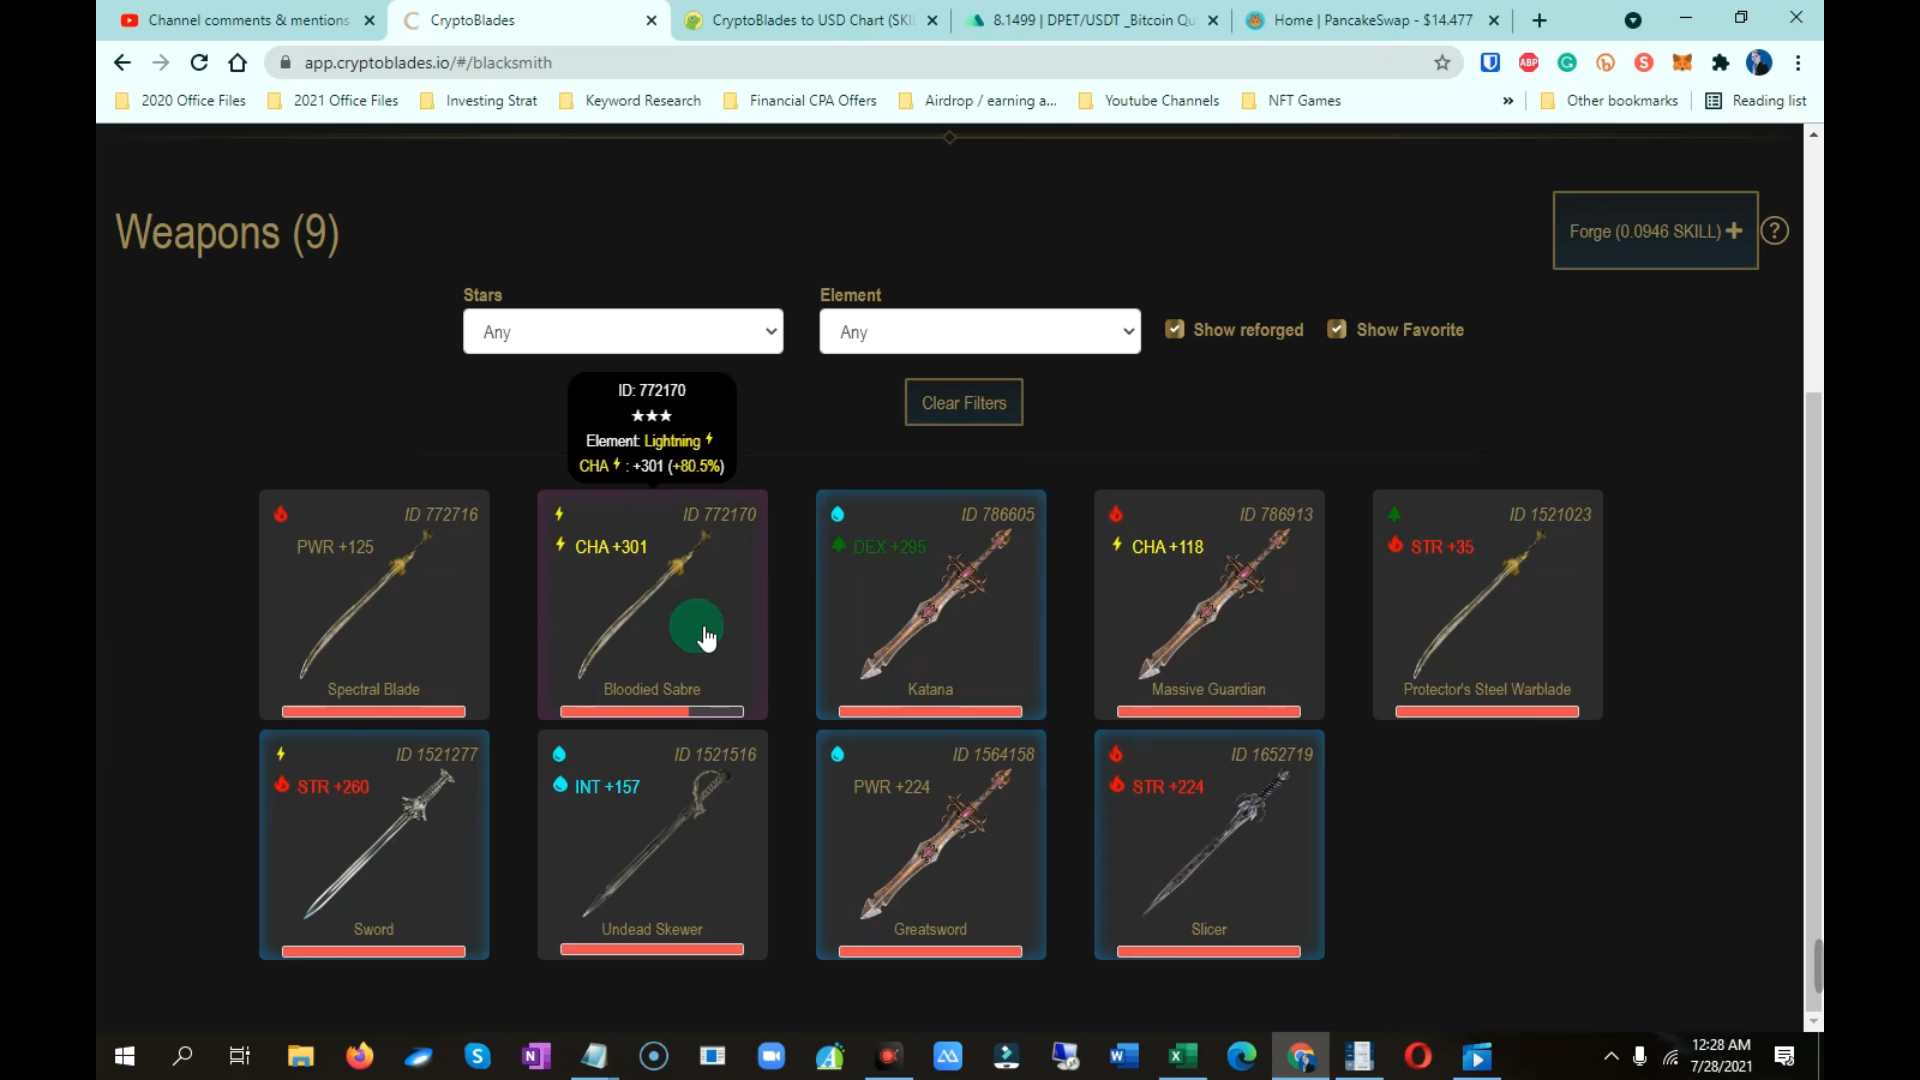 Channel comments & mentions
CryptoBlades
CryptoBlades to USD Chart (SKI
8.1499 | DPET/USDT _Bitcoin Qu
Home | PancakeSwap - $14.477
app.cryptoblades.io/#/blacksmith
ABP
2020 Office Files
2021 Office Files
Investing Strat
Keyword Research
Financial CPA Offers
Airdrop / earning a...
Youtube Channels
NFT Games
»
Other bookmarks
Reading list
Weapons (9)
Forge (0.0946 SKILL) +
?
Stars
Any
Element
Any
Show reforged
Show Favorite
Clear Filters
ID: 772170
★★★
Element: Lightning
CHA : +301 (+80.5%)
ID 772716
PWR +125
Spectral Blade
ID 772170
CHA +301
Bloodied Sabre
ID 786605
DEX +295
Katana
ID 786913
CHA +118
Massive Guardian
ID 1521023
STR +35
Protector's Steel Warblade
ID 1521277
STR +260
Sword
ID 1521516
INT +157
Undead Skewer
ID 1564158
PWR +224
Greatsword
ID 1652719
STR +224
Slicer
12:28 AM
7/28/2021